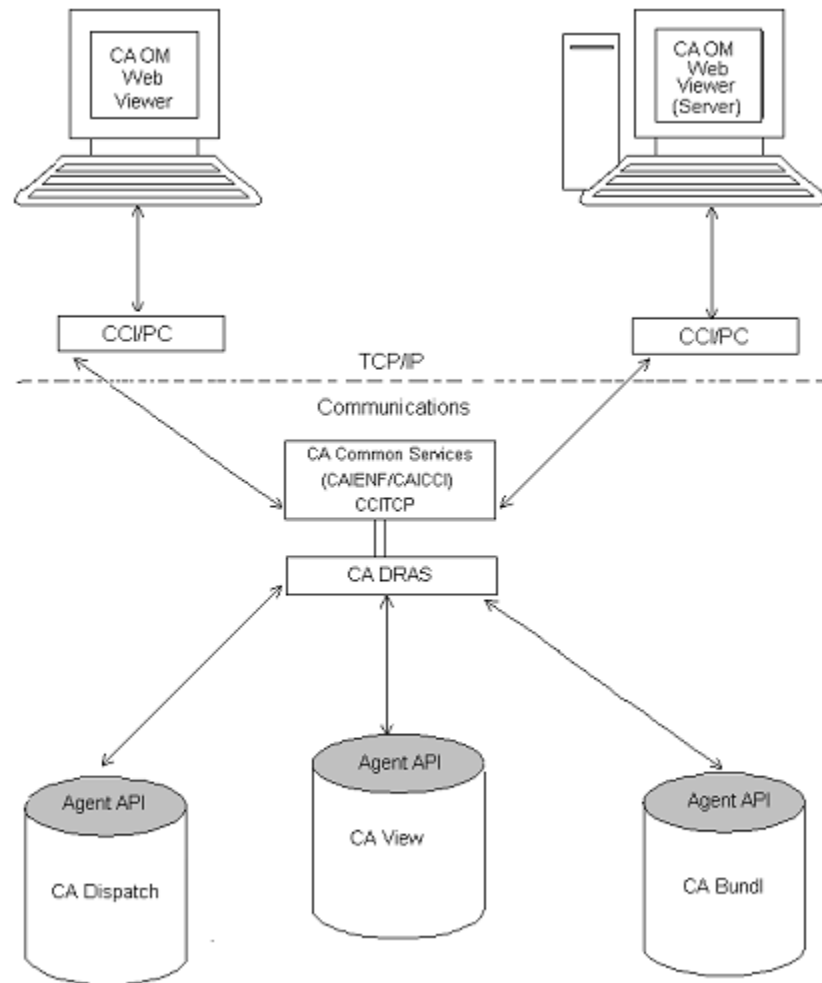 CA OM
Web
Viewer
CA OM
Web
Viewer
(Server)
CCI/PC
CCI/PC
TCP/IP
Communications
CA Common Services
(CAIENF/CAICCI)
CCITCP
CA DRAS
Agent API
CA Dispatch
Agent API
CA View
Agent API
CA Bundl